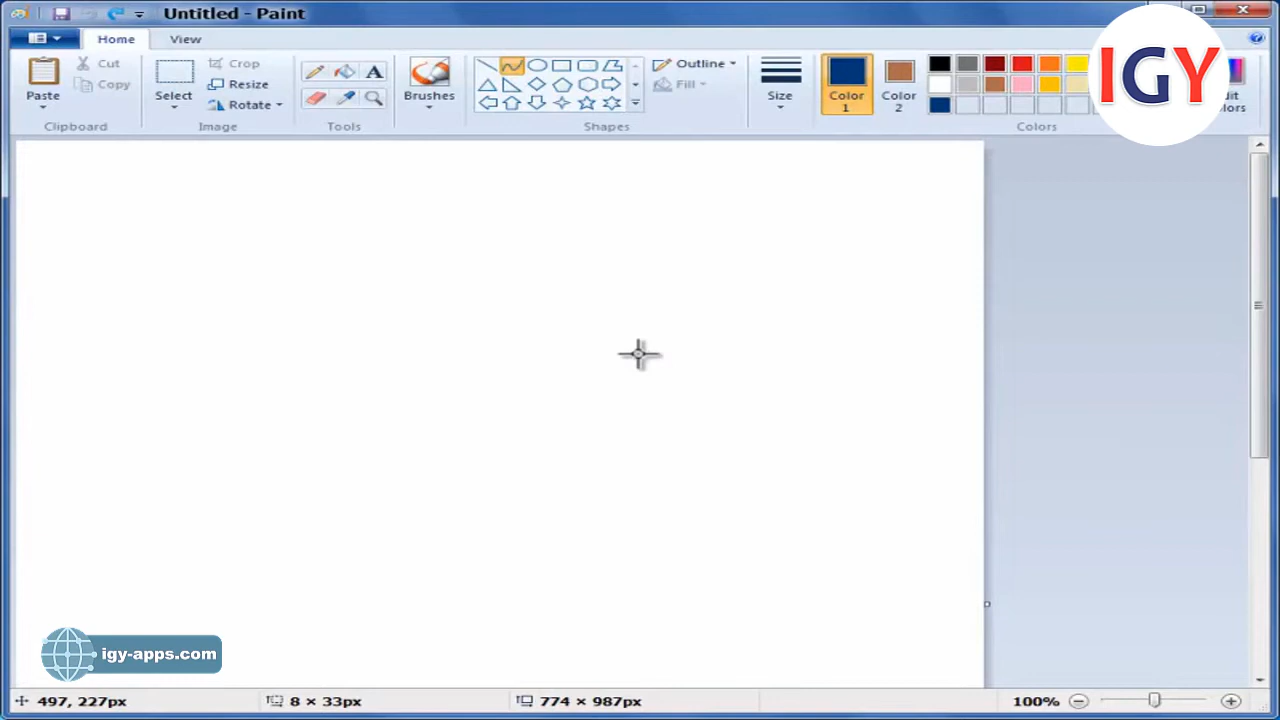 Untitled - Paint
Home View
Paste
Cut
Copy
Clipboard
Select
Crop
Resize
Rotate
Image
A
Tools
Brushes
Shapes
Outline
Fill
Size
Color 1
Color 2
Colors
IGY
igy-apps.com
497, 227px
8 × 33px
774 × 987px
100%